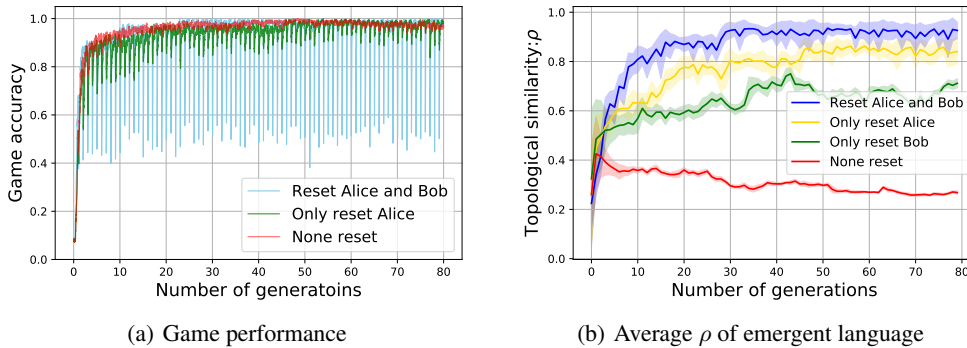 1.0
0.8
0.6
0.4
0.2
0.0
Game accuracy
Reset Alice and Bob
Only reset Alice
None reset
0 10 20 30 40 50 60 70 80
Number of generatoins
(a) Game performance
1.0
0.8
0.6
0.4
0.2
0.0
Topological similarity:ρ
Reset Alice and Bob
Only reset Alice
Only reset Bob
None reset
0 10 20 30 40 50 60 70 80
Number of generations
(b) Average ρ of emergent language